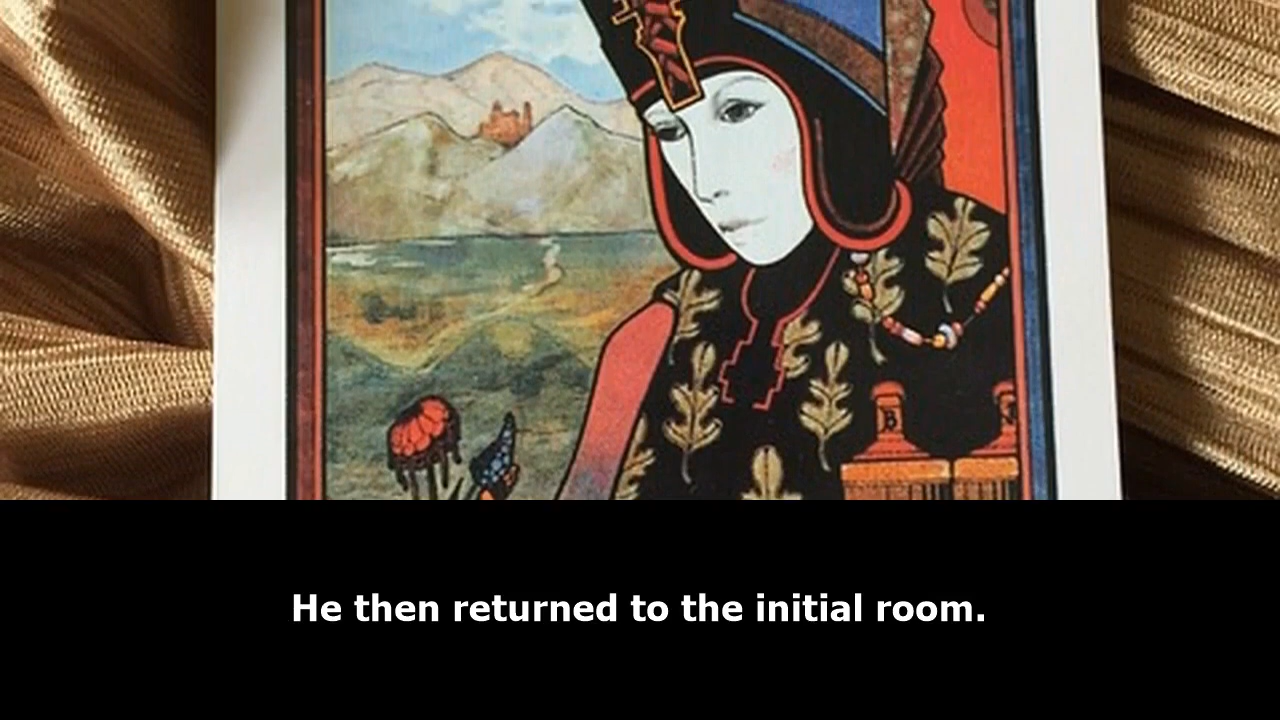 B
He then returned to the initial room.